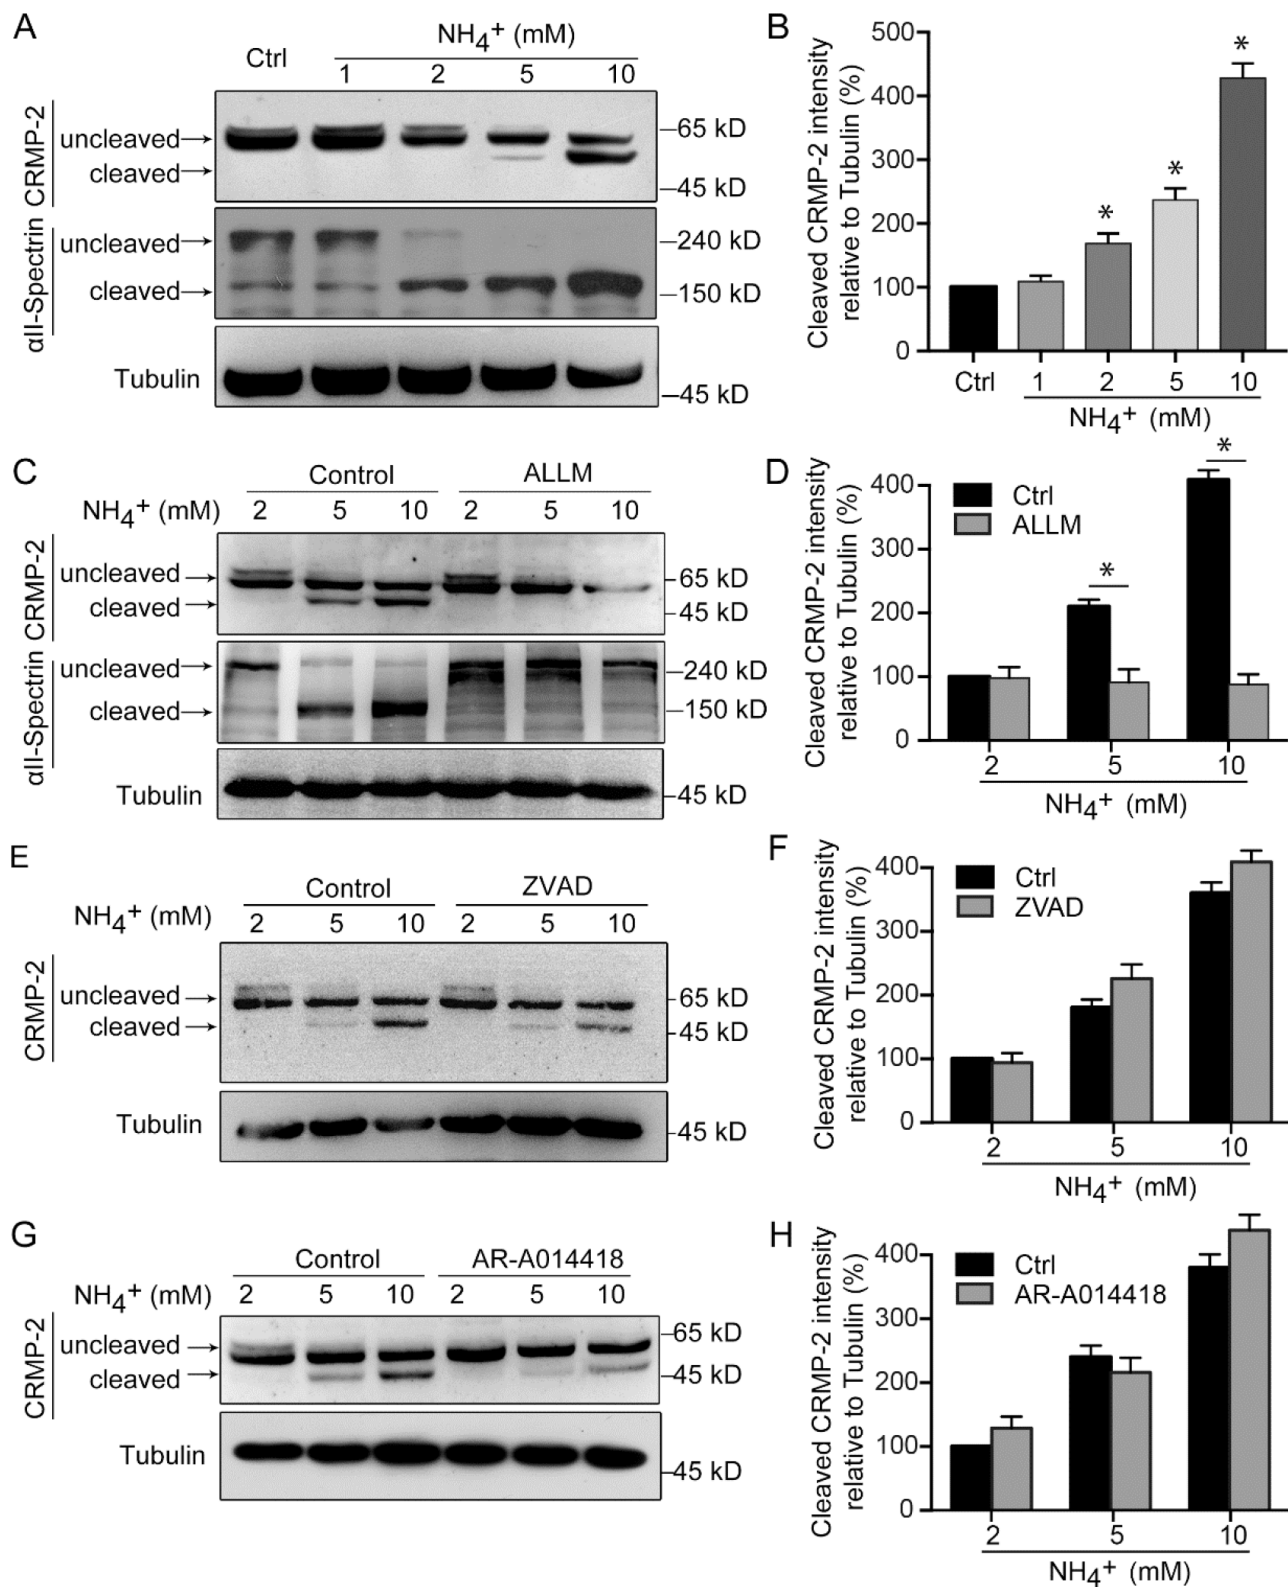 A
Ctrl
NH4+ (mM)
1 2 5 10
CRMP-2
uncleaved
cleaved
65 kD
45 kD
αII-Spectrin
uncleaved
cleaved
240 kD
150 kD
Tubulin
45 kD
B
Cleaved CRMP-2 intensity
relative to Tubulin (%)
500
400
300
200
100
0
*
*
*
Ctrl 1 2 5 10
NH4+ (mM)
C
Control ALLM
NH4+ (mM) 2 5 10 2 5 10
CRMP-2
uncleaved
cleaved
65 kD
45 kD
αII-Spectrin
uncleaved
cleaved
240 kD
150 kD
Tubulin
45 kD
D
Cleaved CRMP-2 intensity
relative to Tubulin (%)
400
300
200
100
0
Ctrl
ALLM
*
*
2 5 10
NH4+ (mM)
E
Control ZVAD
NH4+ (mM) 2 5 10 2 5 10
CRMP-2
uncleaved
cleaved
65 kD
45 kD
Tubulin
45 kD
F
Cleaved CRMP-2 intensity
relative to Tubulin (%)
400
300
200
100
0
Ctrl
ZVAD
2 5 10
NH4+ (mM)
G
Control AR-A014418
NH4+ (mM) 2 5 10 2 5 10
CRMP-2
uncleaved
cleaved
65 kD
45 kD
Tubulin
45 kD
H
Cleaved CRMP-2 intensity
relative to Tubulin (%)
400
300
200
100
0
Ctrl
AR-A014418
2 5 10
NH4+ (mM)